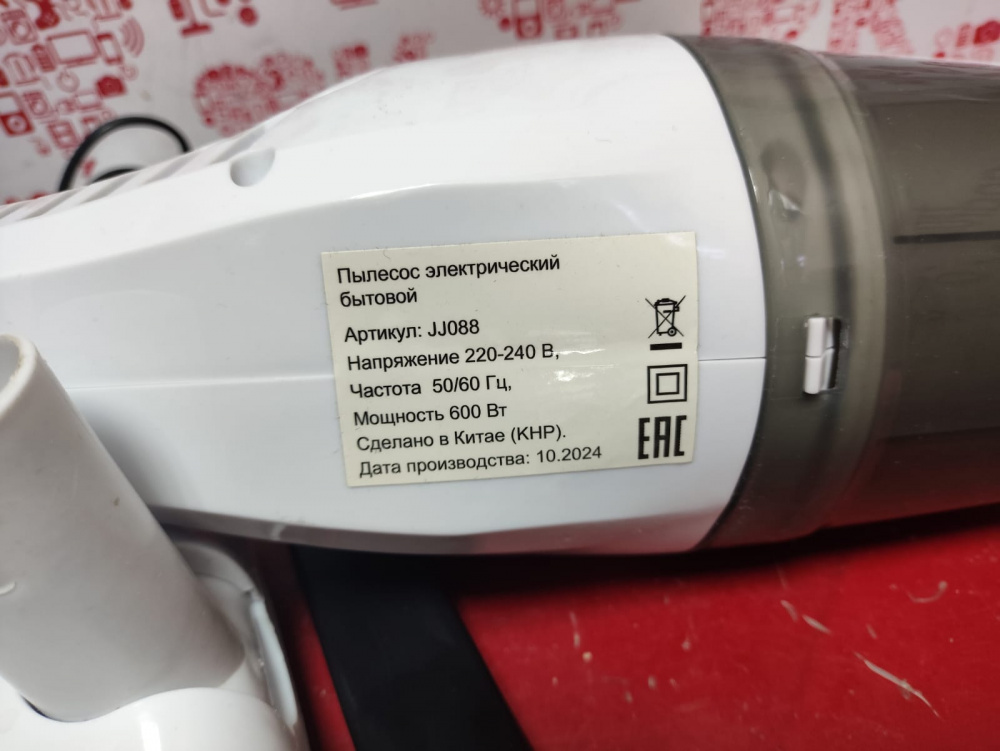 Пылесос электрический
бытовой
Артикул: JJ088
Напряжение 220-240 В,
Частота 50/60 Гц,
Мощность 600 Вт
Сделано в Китае (КНР).
Дата производства: 10.2024
EAC